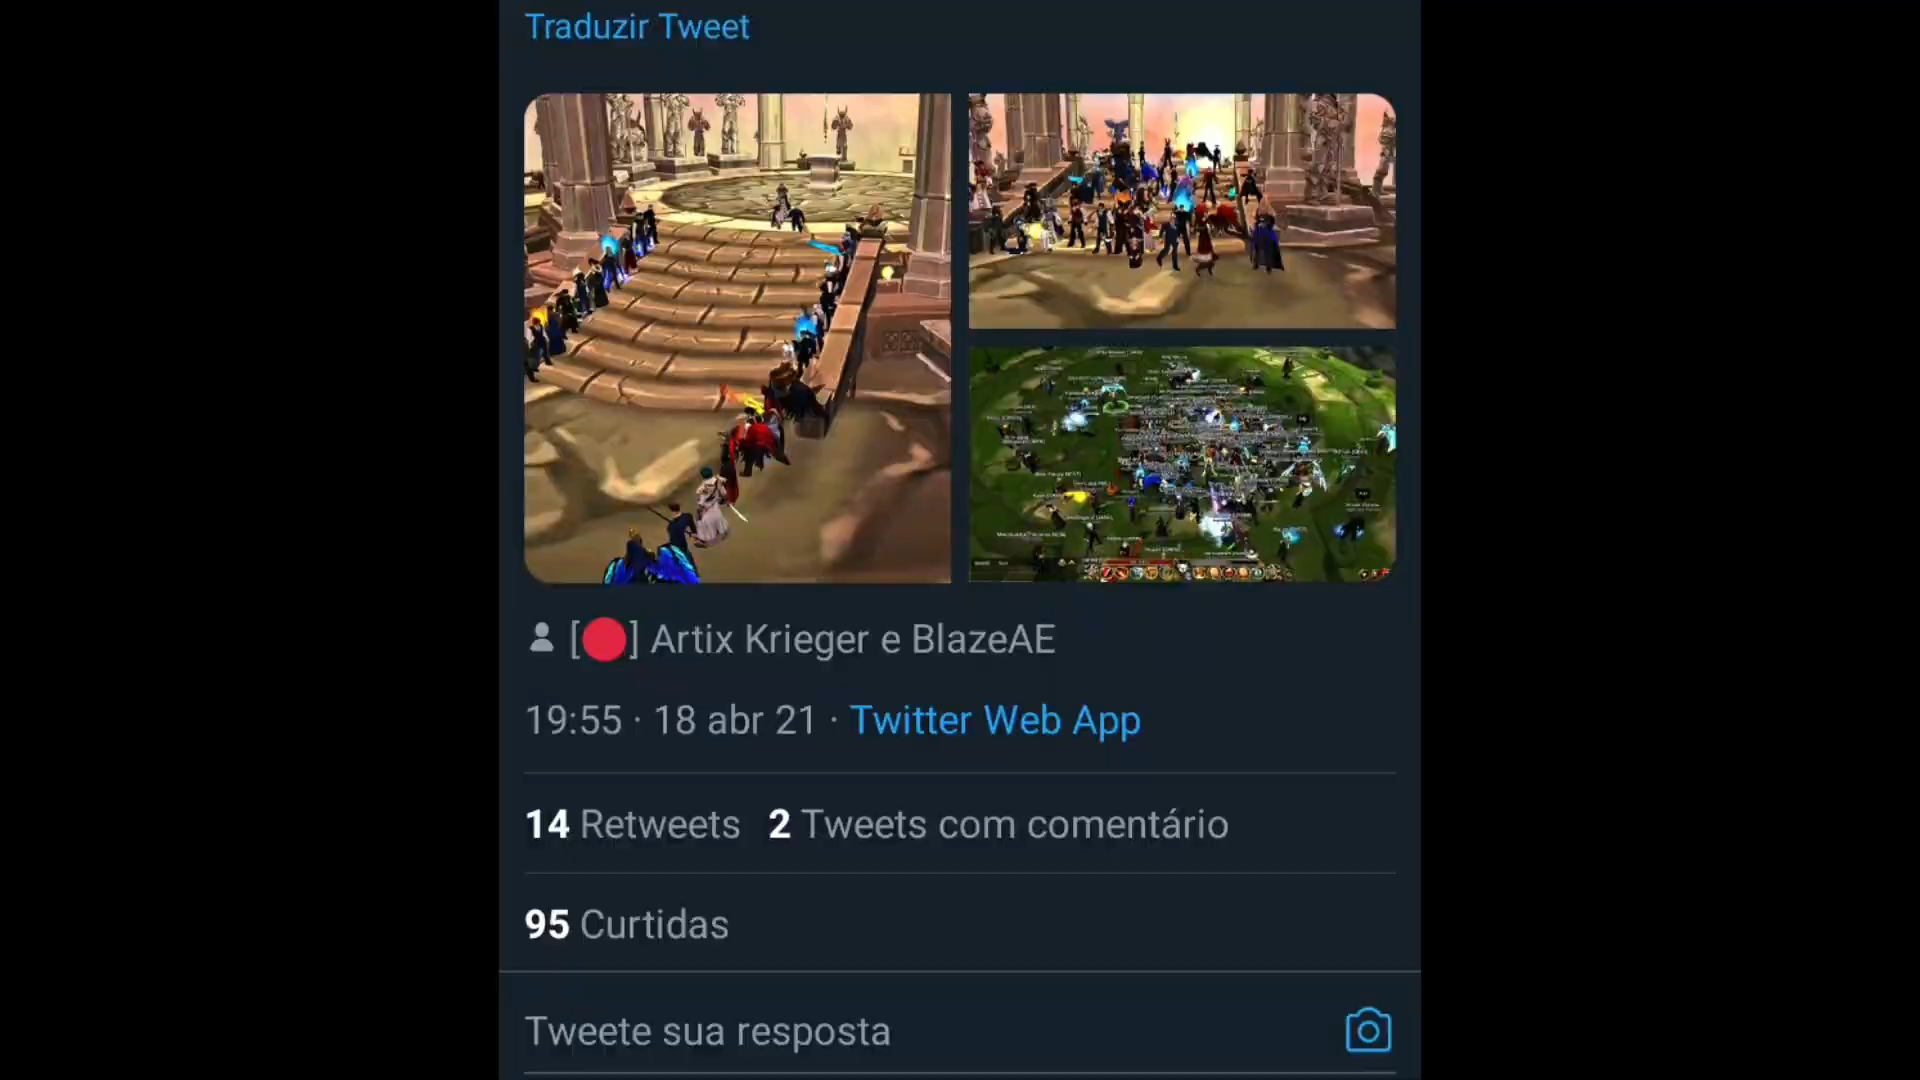 Traduzir Tweet
[🔴] Artix Krieger e BlazeAE
19:55 · 18 abr 21 · Twitter Web App
14 Retweets 2 Tweets com comentário
95 Curtidas
Tweete sua resposta